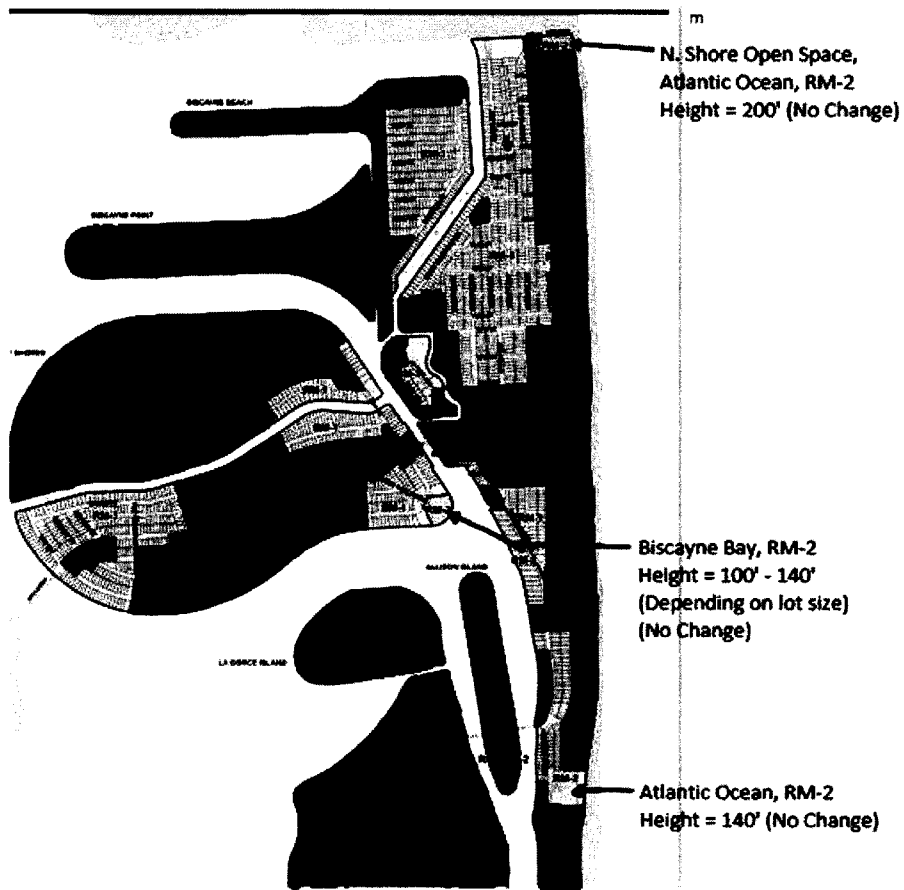 m
N. Shore Open Space,
Atlantic Ocean, RM-2
Height = 200' (No Change)
BISCAYNE BEACH
BISCAYNE POINT
Biscayne Bay, RM-2
Height = 100' - 140'
(Depending on lot size)
(No Change)
ALLISON ISLAND
LA GORCE ISLAND
Atlantic Ocean, RM-2
Height = 140' (No Change)